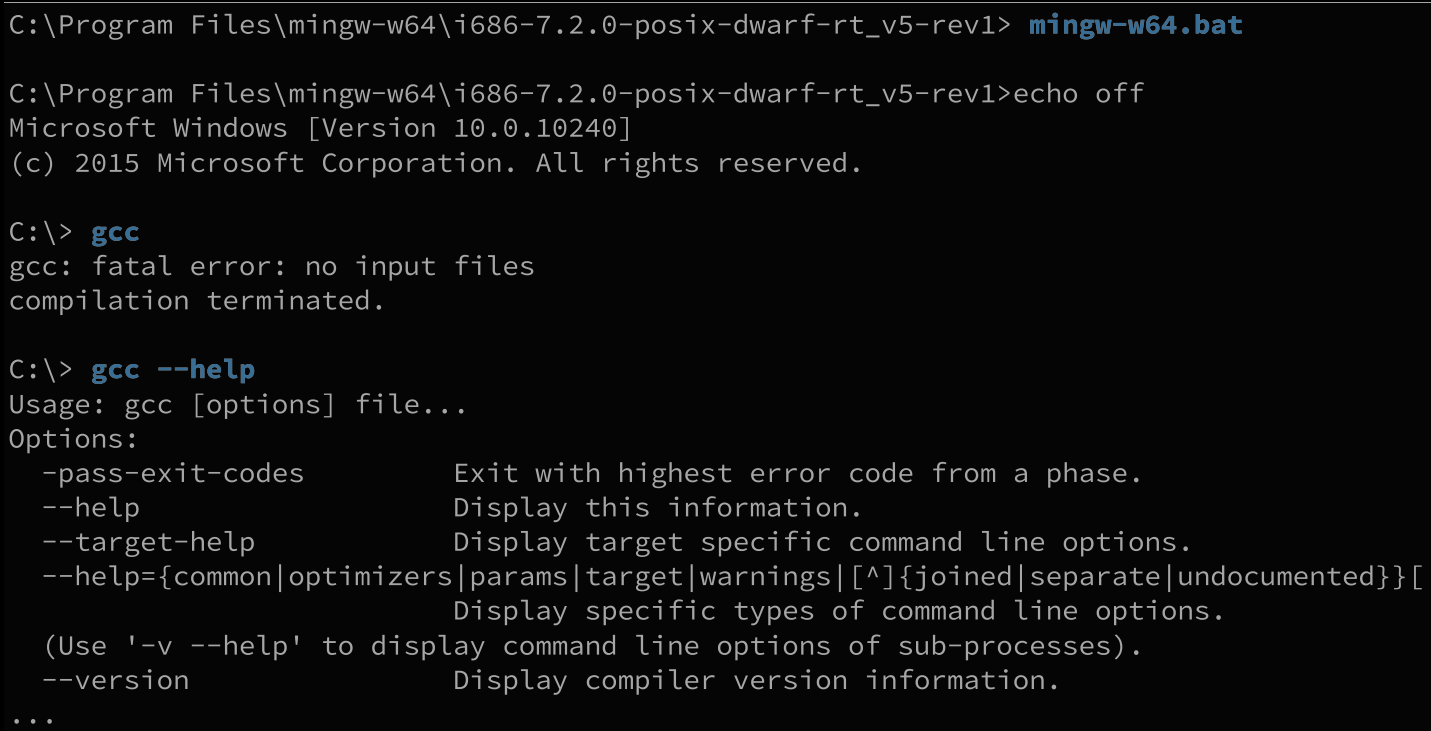 C:\Program Files\mingw-w64\i686-7.2.0-posix-dwarf-rt_v5-rev1> mingw-w64.bat
C:\Program Files\mingw-w64\i686-7.2.0-posix-dwarf-rt_v5-rev1>echo off
Microsoft Windows [Version 10.0.10240]
(c) 2015 Microsoft Corporation. All rights reserved.
C:\> gcc
gcc: fatal error: no input files
compilation terminated.
C:\> gcc --help
Usage: gcc [options] file...
Options:
  -pass-exit-codes         Exit with highest error code from a phase.
  --help                   Display this information.
  --target-help            Display target specific command line options.
  --help={common|optimizers|params|target|warnings|[^]{joined|separate|undocumented}}[
                           Display specific types of command line options.
  (Use '-v --help' to display command line options of sub-processes).
  --version                Display compiler version information.
...